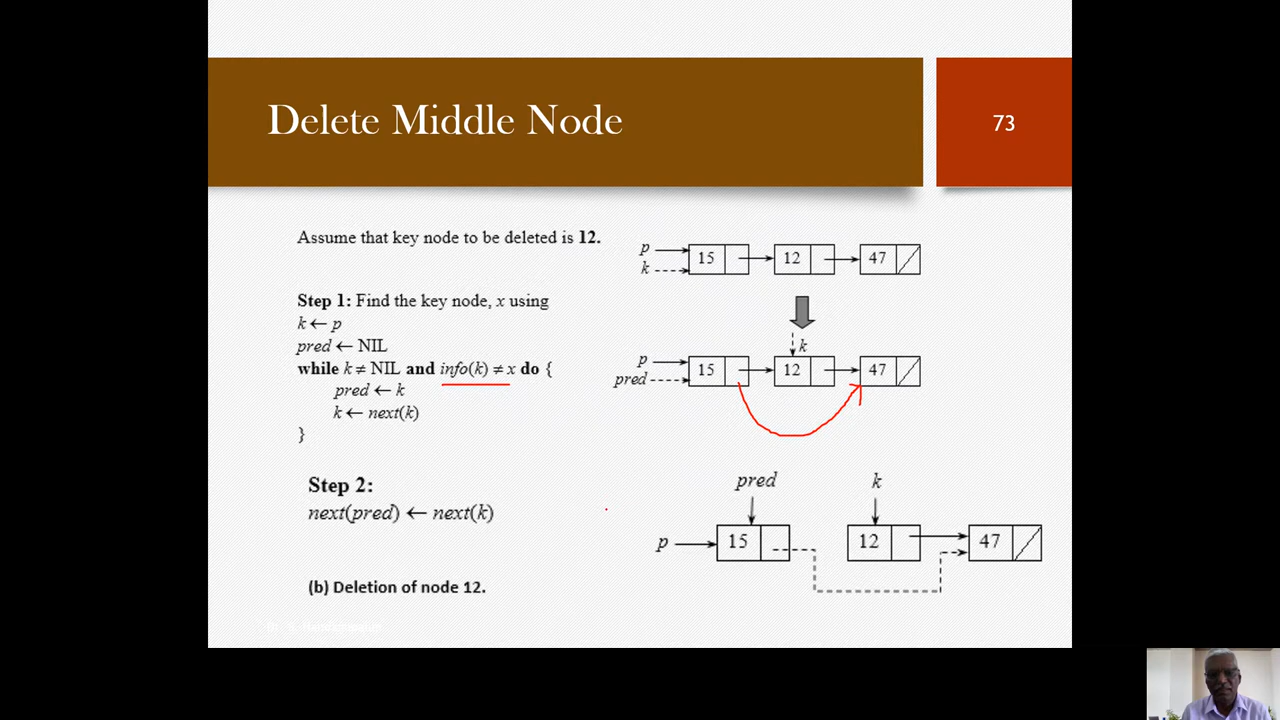 Delete Middle Node
73
Assume that key node to be deleted is 12.
Step 1: Find the key node, x using
k ← p
pred ← NIL
while k ≠ NIL and info(k) ≠ x do {
pred ← k
k ← next(k)
}
Step 2:
next(pred) ← next(k)
(b) Deletion of node 12.
p
k
15 12 47
k
p
pred
15 12 47
pred k
p
15 12 47